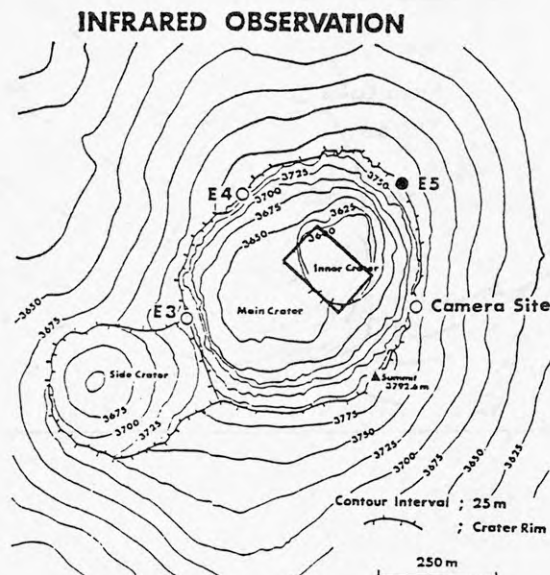 INFRARED OBSERVATION
3725
3750
E5
E4
3700
3675
3625
3650
3650
Inner Crater
3650
3675
E3
Main Crater
Camera Site
Side Crater
Summit
3792.6m
3675
3700
3725
3775
3750
3725
3700
3675
3650
3625
Contour Interval ; 25m
; Crater Rim
250 m